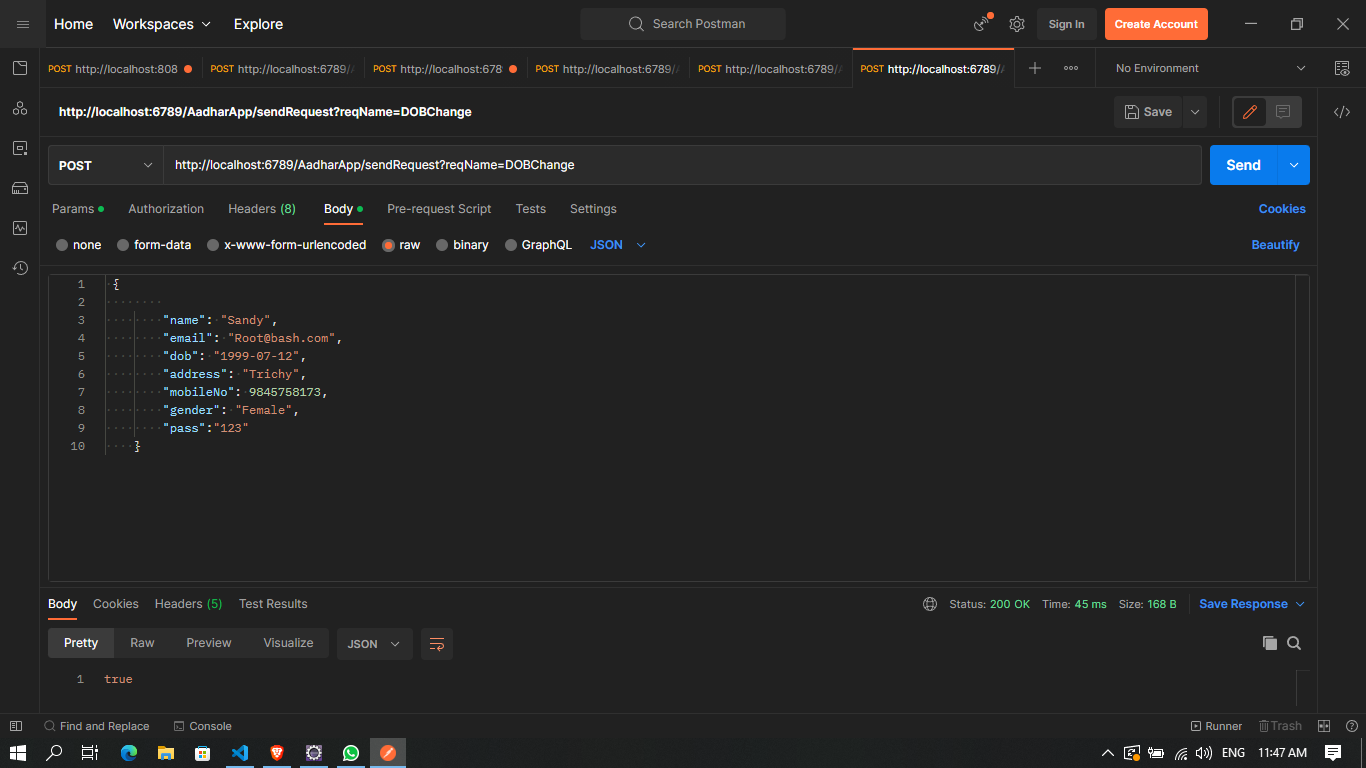 Home Workspaces Explore Search Postman Sign In Create Account
POST http://localhost:808 POST http://localhost:6789/ POST http://localhost:678 POST http://localhost:6789/ POST http://localhost:6789/ POST http://localhost:6789/ No Environment
http://localhost:6789/AadharApp/sendRequest?reqName=DOBChange Save
POST http://localhost:6789/AadharApp/sendRequest?reqName=DOBChange Send
Params Authorization Headers (8) Body Pre-request Script Tests Settings Cookies
none form-data x-www-form-urlencoded raw binary GraphQL JSON Beautify
1 {
2
3 "name": "Sandy",
4 "email": "Root@bash.com",
5 "dob": "1999-07-12",
6 "address": "Trichy",
7 "mobileNo": 9845758173,
8 "gender": "Female",
9 "pass":"123"
10 }
Body Cookies Headers (5) Test Results Status: 200 OK Time: 45 ms Size: 168 B Save Response
Pretty Raw Preview Visualize JSON
1 true
Find and Replace Console Runner Trash
ENG 11:47 AM